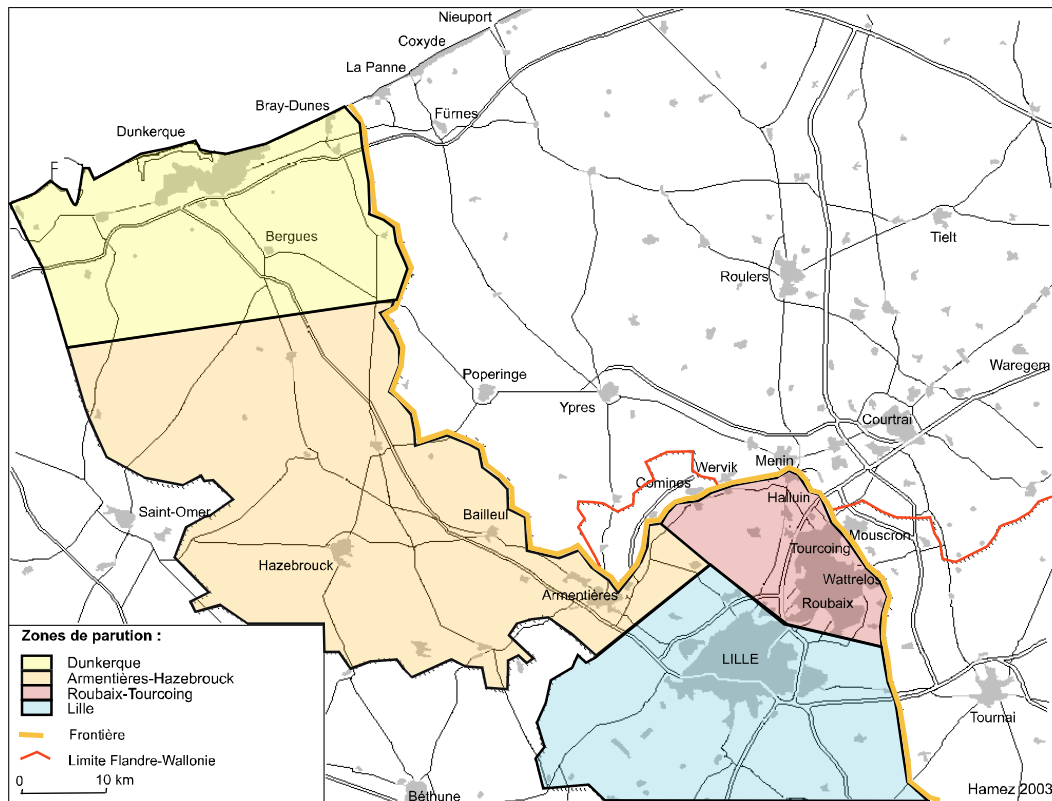 Nieuport
Coxyde
La Panne
Bray-Dunes
Fürnes
Dunkerque
F
Bergues
Tielt
Roulers
Waregem
Poperinge
Ypres
Courtrai
Menin
Wervik
Comines
Halluin
Saint-Omer
Bailleul
Mouscron
Tourcoing
Hazebrouck
Wattrelos
Armentières
Roubaix
LILLE
Tournai
Béthune
Zones de parution :
Dunkerque
Armentières-Hazebrouck
Roubaix-Tourcoing
Lille
Frontière
Limite Flandre-Wallonie
0 10 km
Hamez 2003